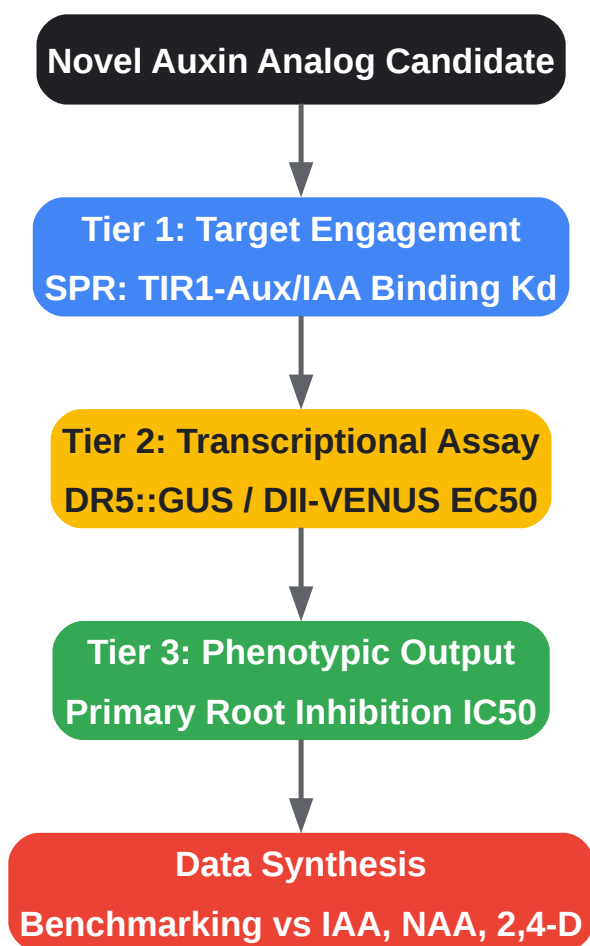 Novel Auxin Analog Candidate
Tier 1: Target Engagement
SPR: TIR1-Aux/IAA Binding Kd
Tier 2: Transcriptional Assay
DR5::GUS / DII-VENUS EC50
Tier 3: Phenotypic Output
Primary Root Inhibition IC50
Data Synthesis
Benchmarking vs IAA, NAA, 2,4-D